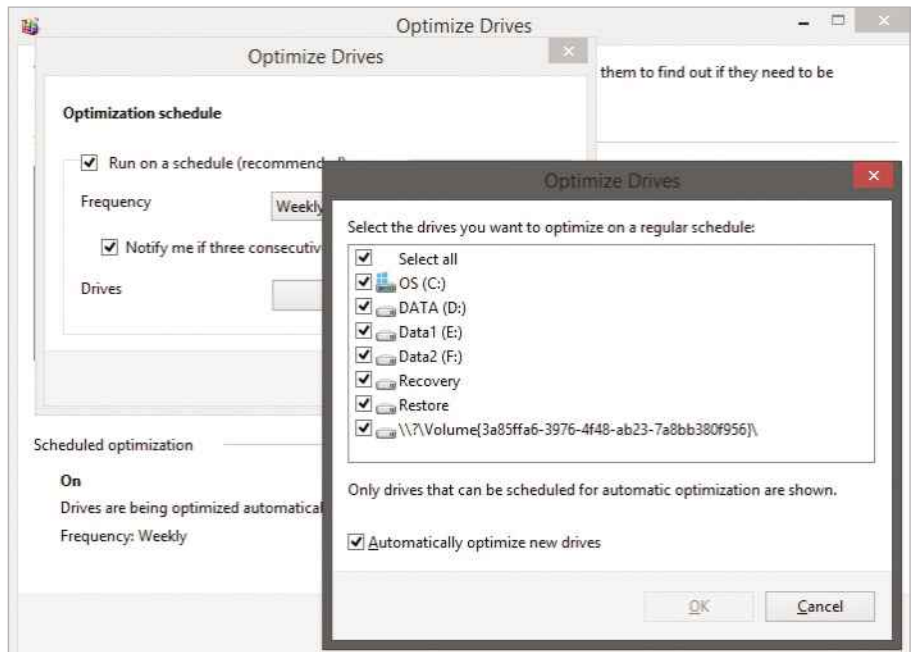 Optimize Drives
Optimize Drives
them to find out if they need to be
Optimization schedule
Run on a schedule
Frequency
Weekly
Notify me if three
Drives
Scheduled optimization
On
Drives are being optimized
Frequency: Weekly
Optimize Drives
Select the drives you want to optimize on a regular schedule:
Select all
OS (C:)
DATA (D:)
Data1 (E:)
Data2 (F:)
Recovery
Restore
\\?\Volume{3a85ffa6-3976-4f48-ab23-7a8bb380f956}\
Only drives that can be scheduled for automatic optimization are shown.
Automatically optimize new drives
OK
Cancel